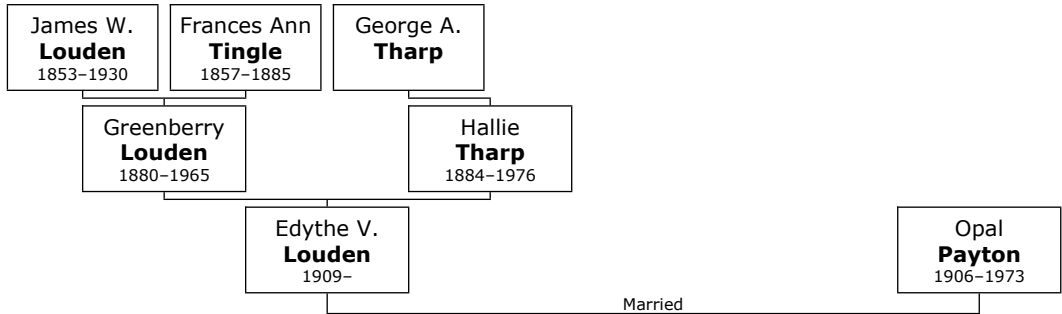 James W.
Louden
1853–1930
Frances Ann
Tingle
1857–1885
George A.
Tharp
Greenberry
Louden
1880–1965
Hallie
Tharp
1884–1976
Edythe V.
Louden
1909–
Opal
Payton
1906–1973
Married